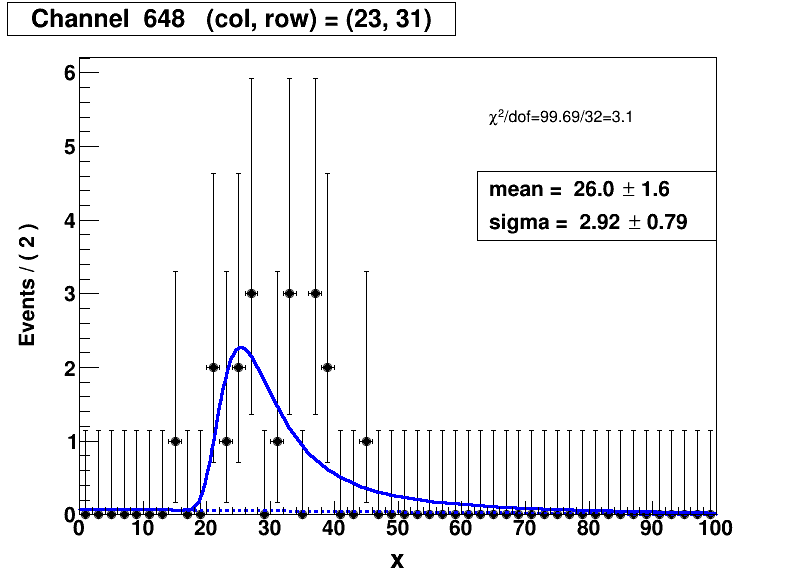 Channel 648 (col, row) = (23, 31)
χ²/dof=99.69/32=3.1
mean = 26.0 ± 1.6
sigma = 2.92 ± 0.79
Events / ( 2 )
6
5
4
3
2
1
0
0 10 20 30 40 50 60 70 80 90 100
x